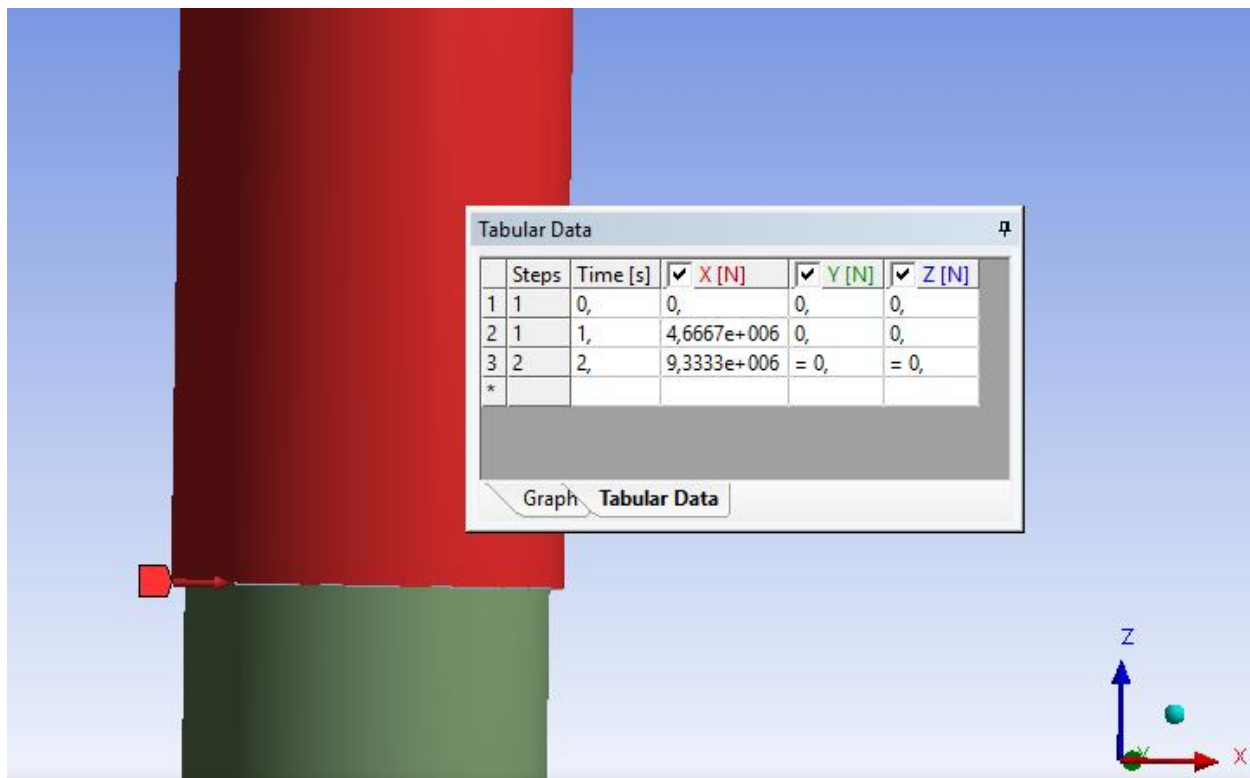 Tabular Data
Steps Time [s] X [N] Y [N] Z [N]
1 1 0, 0, 0, 0,
2 1 1, 4,6667e+006 0, 0,
3 2 2, 9,3333e+006 = 0, = 0,
*
Graph Tabular Data
Z
Y X